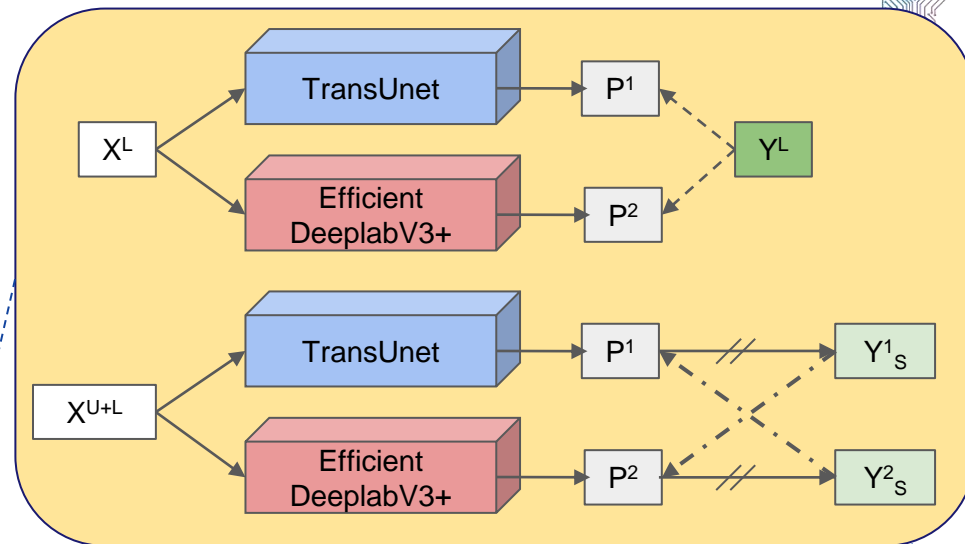 TransUnet
P¹
Xᴸ
Yᴸ
Efficient
DeeplabV3+
P²
TransUnet
P¹
Y¹ₛ
Xᵁ⁺ᴸ
Efficient
DeeplabV3+
P²
Y²ₛ